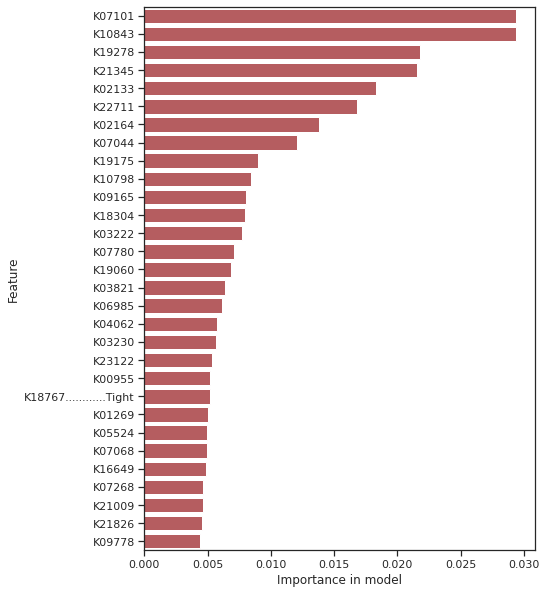 K07101
K10843
K19278
K21345
K02133
K22711
K02164
K07044
K19175
K10798
K09165
K18304
K03222
K07780
K19060
K03821
K06985
K04062
K03230
K23122
K00955
K18767............Tight
K01269
K05524
K07068
K16649
K07268
K21009
K21826
K09778
Feature
0.000 0.005 0.010 0.015 0.020 0.025 0.030
Importance in model